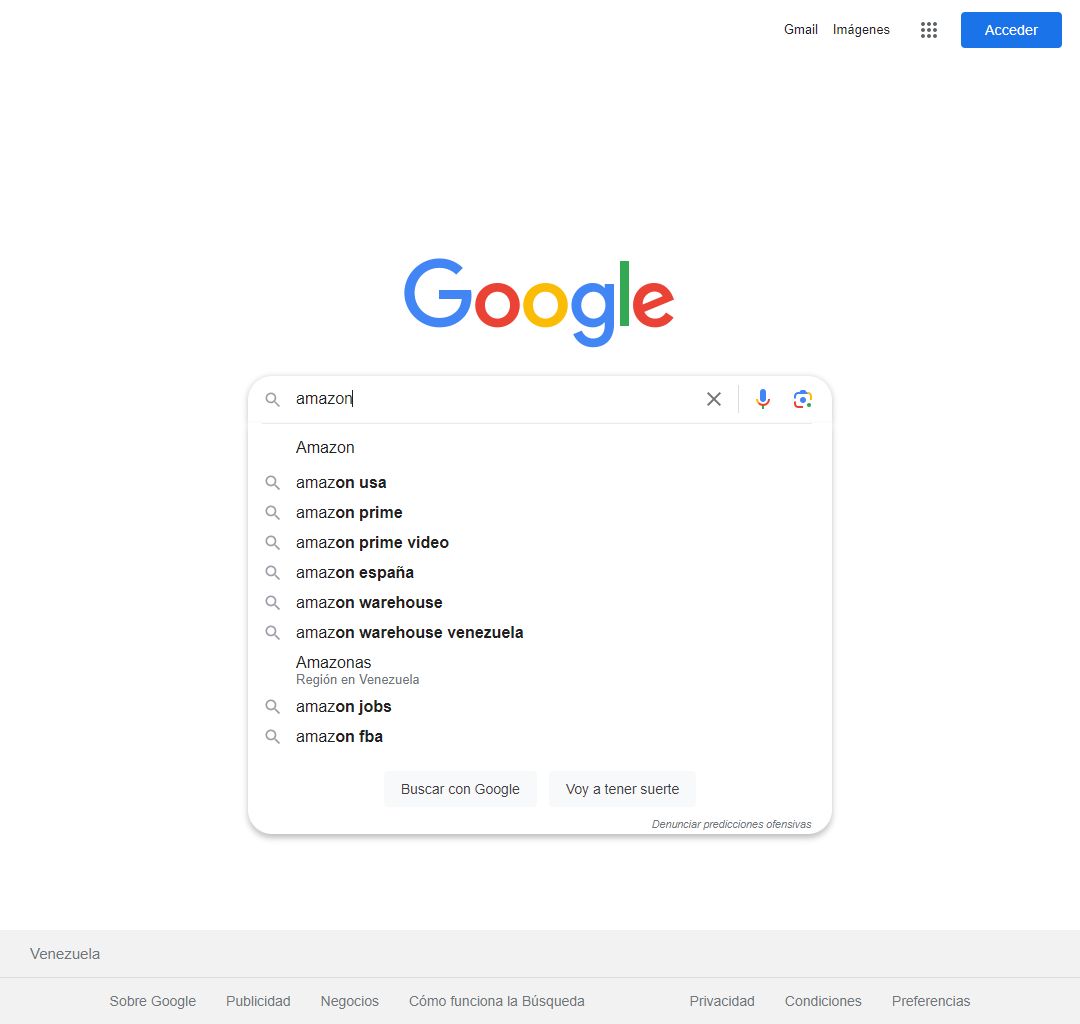 Gmail Imágenes Acceder
Google
amazon
Amazon
amazon usa
amazon prime
amazon prime video
amazon españa
amazon warehouse
amazon warehouse venezuela
Amazonas
Región en Venezuela
amazon jobs
amazon fba
Buscar con Google Voy a tener suerte
Denunciar predicciones ofensivas
Venezuela
Sobre Google Publicidad Negocios Cómo funciona la Búsqueda Privacidad Condiciones Preferencias